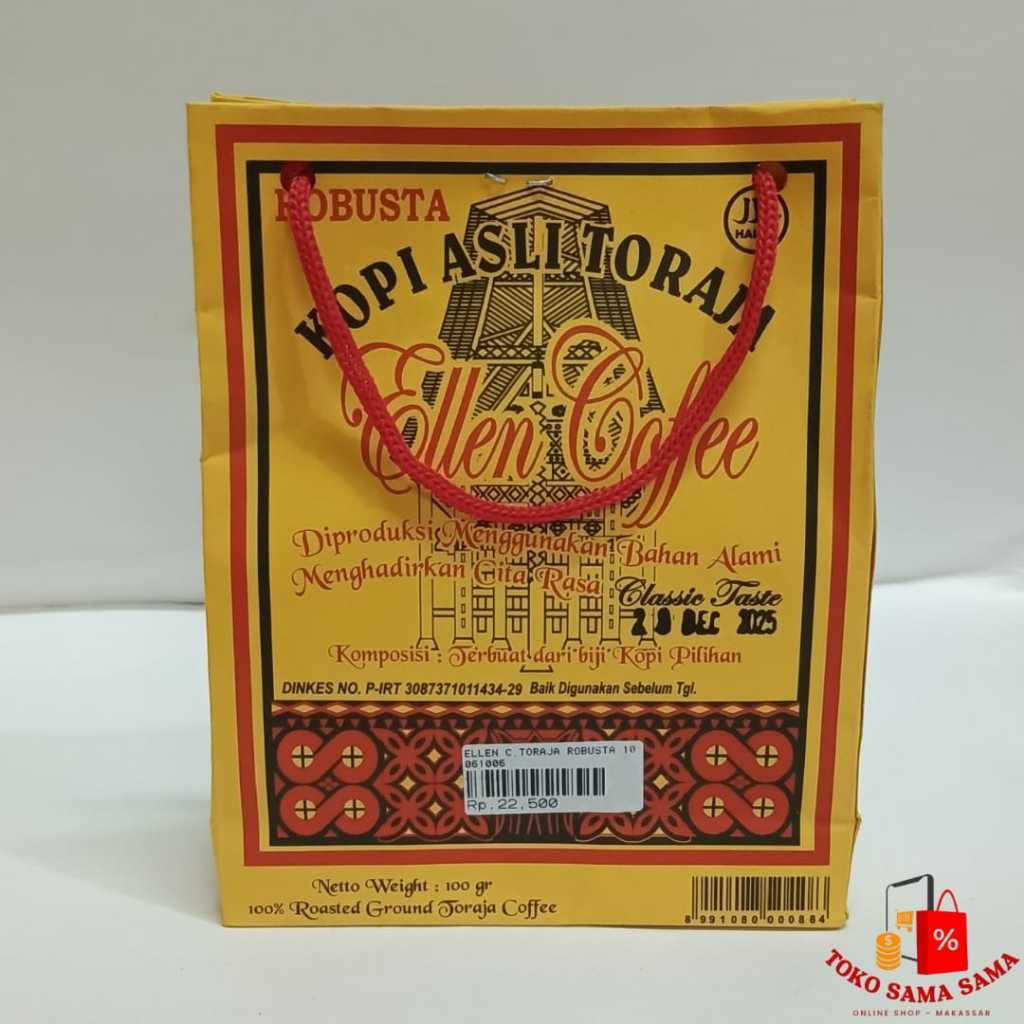 ROBUSTA
KOPI ASLI TORAJA
Ellen Coffee
Diproduksi Menggunakan Bahan Alami
Menghadirkan Cita Rasa Classic Taste
DEC 2025
Komposisi : Terbuat dari biji Kopi Pilihan
DINKES NO. P-IRT 3087371011434-29 Baik Digunakan Sebelum Tgl.
ELLEN C.TORAJA ROBUSTA 10
061006
Rp.22,500
Netto Weight : 100 gr
100% Roasted Ground Toraja Coffee
8 991080 000884
%
$
TOKO SAMA SAMA
ONLINE SHOP - MAKASSAR